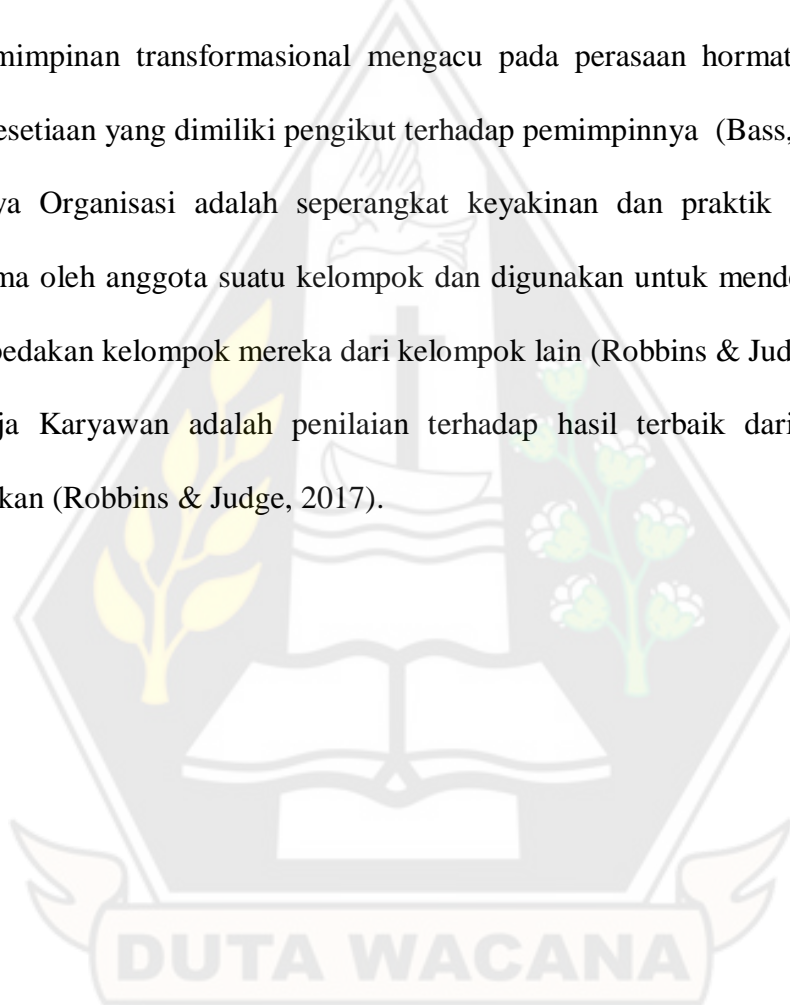 mimpinan transformasional mengacu pada perasaan hormat
esetiaan yang dimiliki pengikut terhadap pemimpinnya (Bass,
ya Organisasi adalah seperangkat keyakinan dan praktik
ma oleh anggota suatu kelompok dan digunakan untuk mend
bedakan kelompok mereka dari kelompok lain (Robbins & Jud
ja Karyawan adalah penilaian terhadap hasil terbaik dari
kan (Robbins & Judge, 2017).
DUTA WACANA